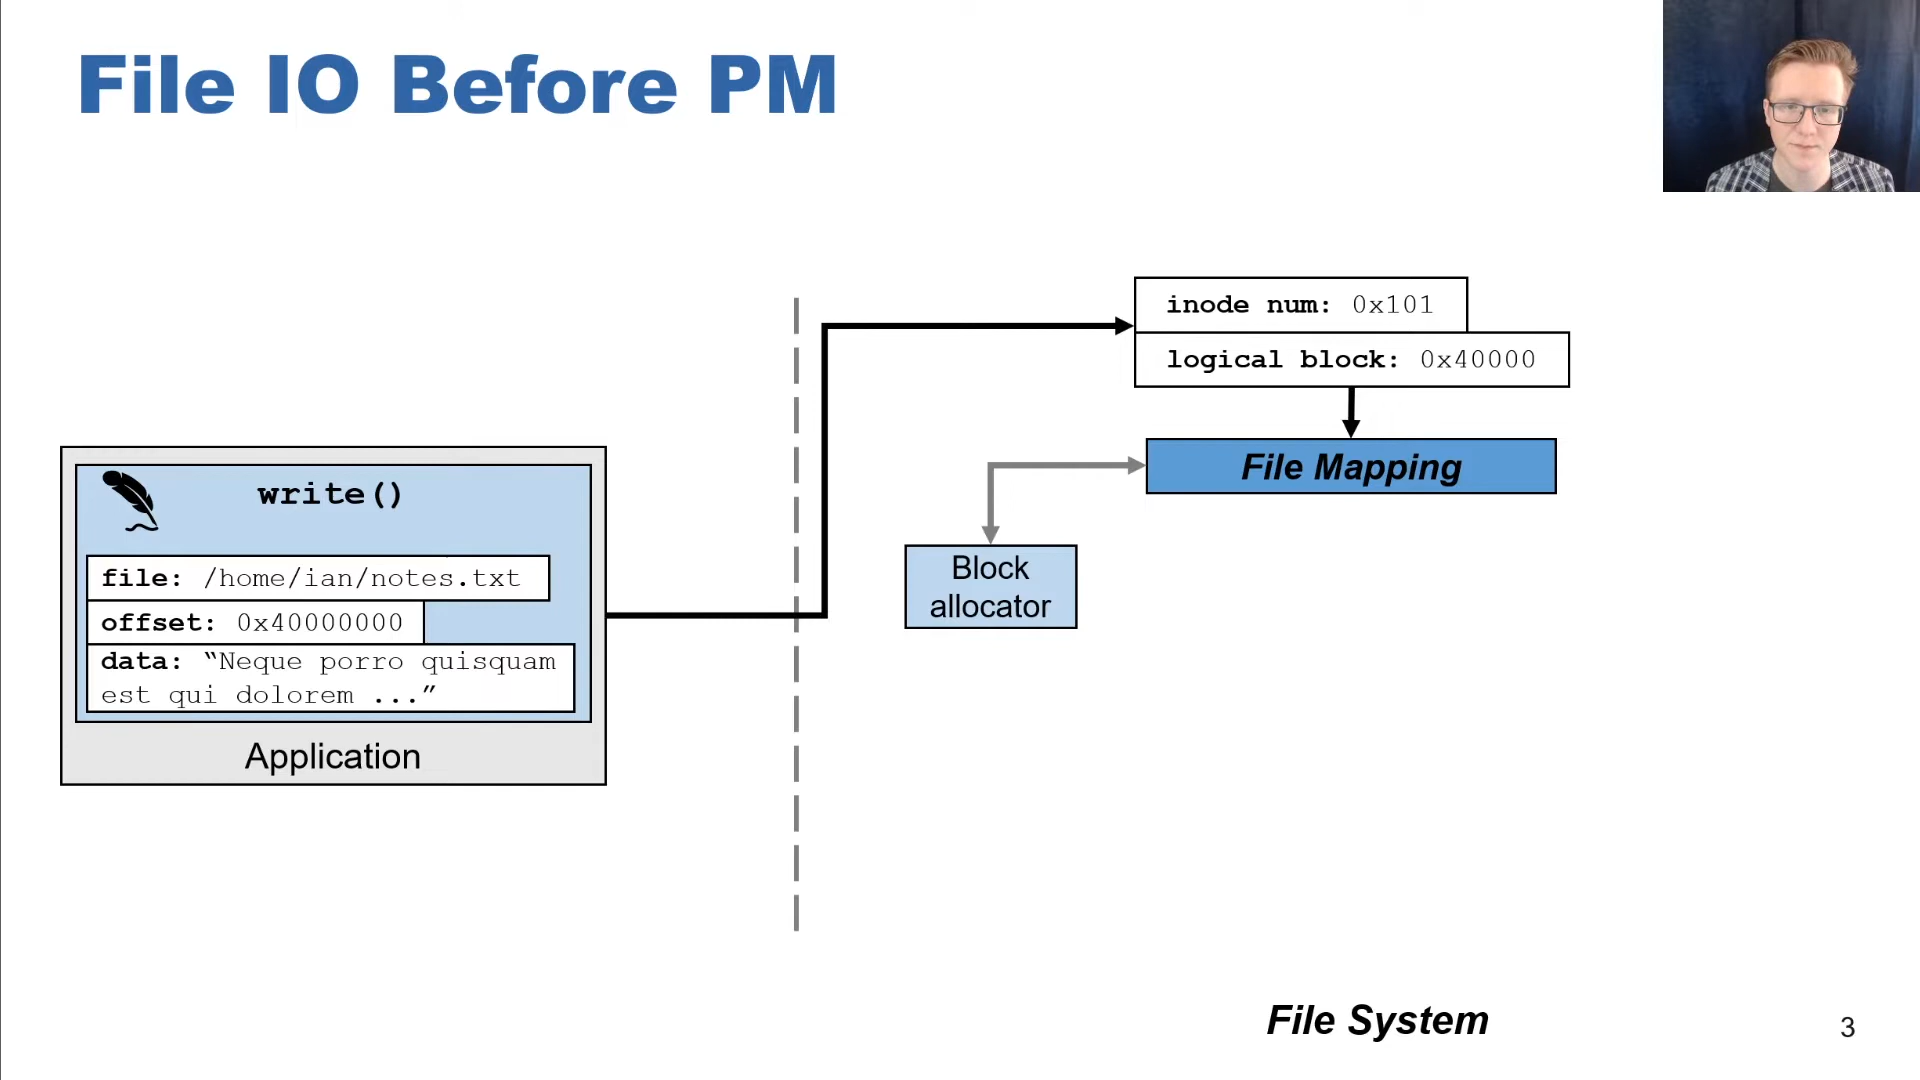 File IO Before PM
inode num: 0x101
logical block: 0x40000
File Mapping
Block
allocator
write()
file: /home/ian/notes.txt
offset: 0x40000000
data: “Neque porro quisquam
est qui dolorem ...”
Application
File System
3